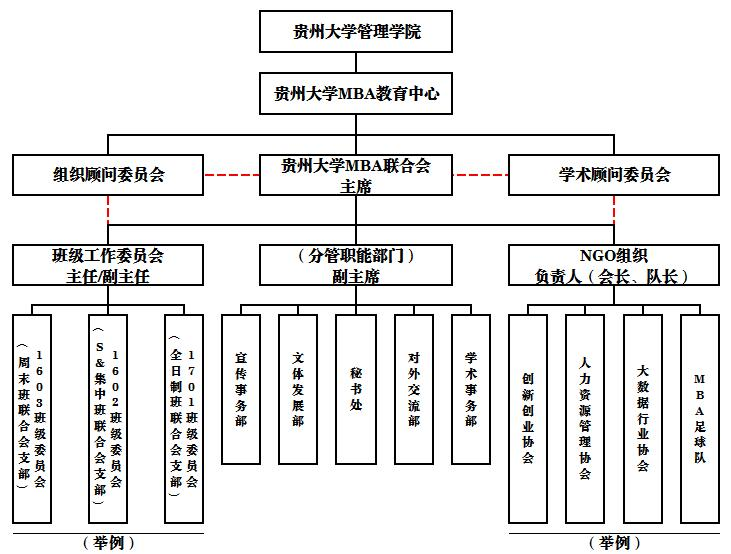 贵州大学管理学院
贵州大学MBA教育中心
组织顾问委员会
贵州大学MBA联合会
主席
学术顾问委员会
班级工作委员会
主任/副主任
（分管职能部门）
副主席
NGO组织
负责人（会长、队长）
1603班级委员会
（周末班联合会支部）
1602班级委员会
（S&集中班联合会支部）
1701班级委员会
（全日制班联合会支部）
宣传事务部
文体发展部
秘书处
对外交流部
学术事务部
创新创业协会
人力资源管理协会
大数据行业协会
MBA足球队
（举例）
（举例）